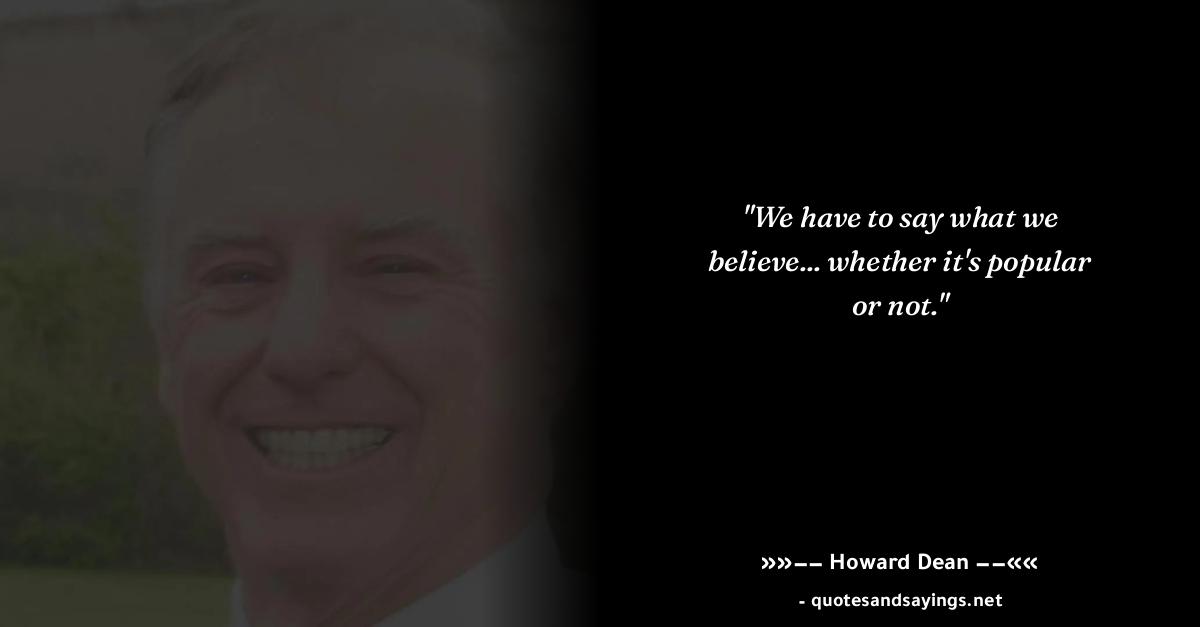 "We have to say what we
believe... whether it's popular
or not."
»»−− Howard Dean −−««
- quotesandsayings.net